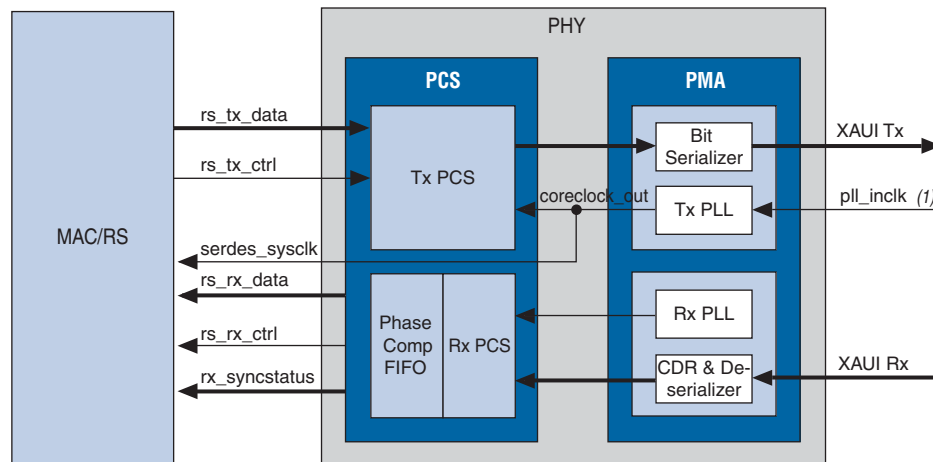 PHY
PCS
PMA
rs_tx_data
Bit
Serializer
XAUI Tx
rs_tx_ctrl
Tx PCS
coreclock_out
Tx PLL
pll_inclk (1)
MAC/RS
serdes_sysclk
rs_rx_data
Phase
Comp
FIFO
Rx PCS
Rx PLL
rs_rx_ctrl
CDR & De-
serializer
XAUI Rx
rx_syncstatus